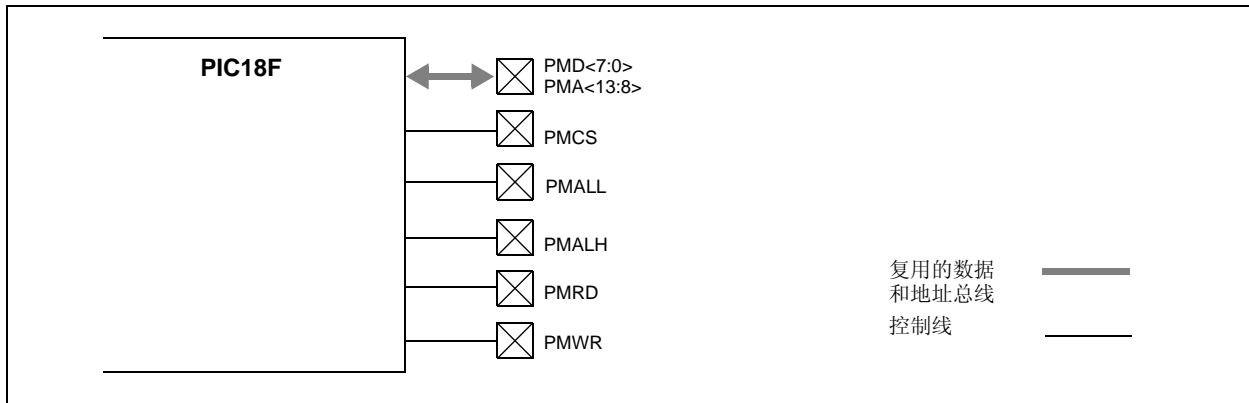 PIC18F
PMD<7:0>
PMA<13:8>
PMCS
PMALL
PMALH
PMRD
PMWR
复用的数据
和地址总线
控制线